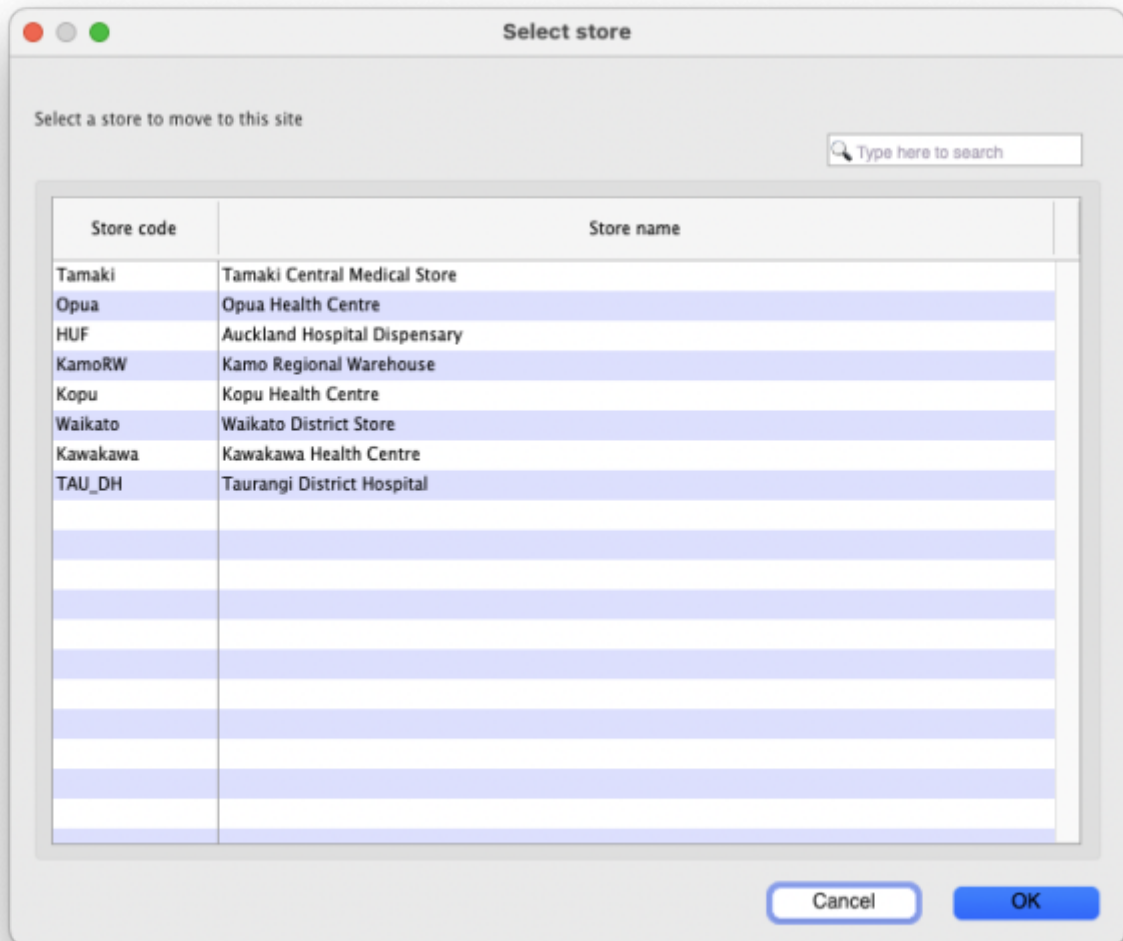 Select store
Select a store to move to this site
Type here to search
Store code Store name
Tamaki Tamaki Central Medical Store
Opua Opua Health Centre
HUF Auckland Hospital Dispensary
KamoRW Kamo Regional Warehouse
Kopu Kopu Health Centre
Waikato Waikato District Store
Kawakawa Kawakawa Health Centre
TAU_DH Taurangi District Hospital
Cancel OK